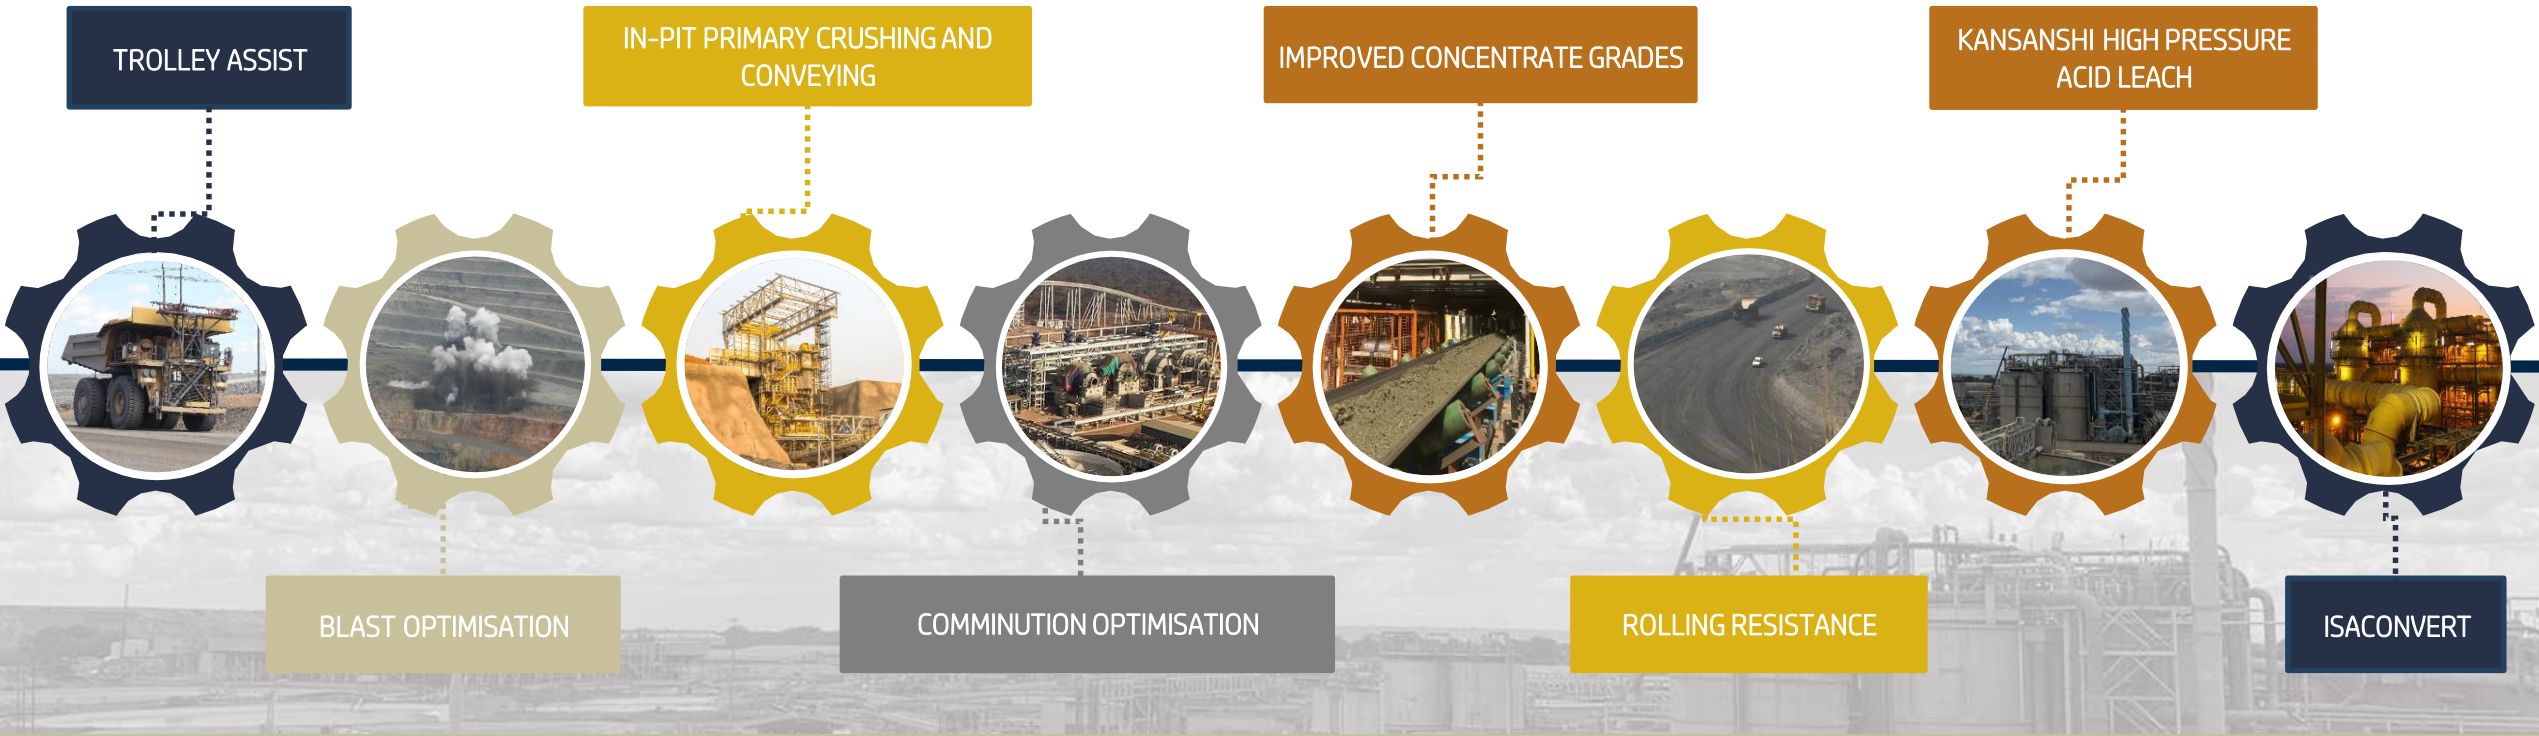 TROLLEY ASSIST
IN-PIT PRIMARY CRUSHING AND
CONVEYING
IMPROVED CONCENTRATE GRADES
KANSANSHI HIGH PRESSURE
ACID LEACH
15
BLAST OPTIMISATION
COMMINUTION OPTIMISATION
ROLLING RESISTANCE
ISACONVERT